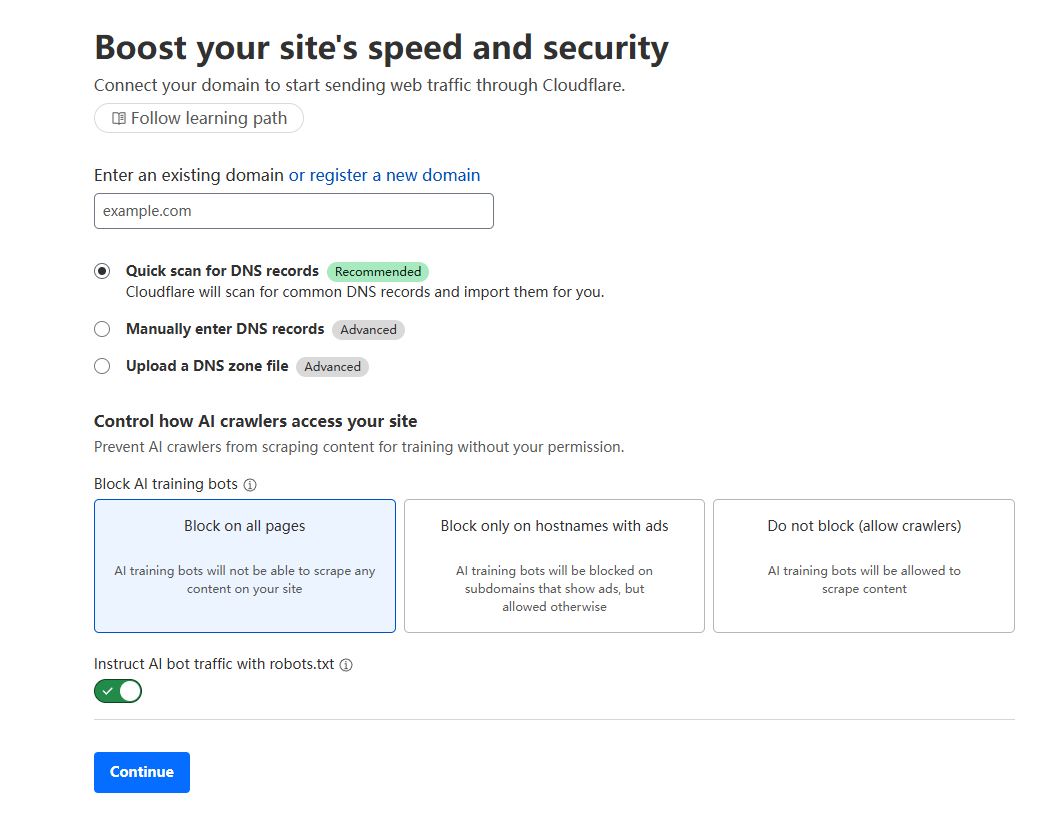 Boost your site's speed and security
Connect your domain to start sending web traffic through Cloudflare.
Follow learning path
Enter an existing domain or register a new domain
example.com
Quick scan for DNS records Recommended
Cloudflare will scan for common DNS records and import them for you.
Manually enter DNS records Advanced
Upload a DNS zone file Advanced
Control how AI crawlers access your site
Prevent AI crawlers from scraping content for training without your permission.
Block AI training bots
Block on all pages
AI training bots will not be able to scrape any
content on your site
Block only on hostnames with ads
AI training bots will be blocked on
subdomains that show ads, but
allowed otherwise
Do not block (allow crawlers)
AI training bots will be allowed to
scrape content
Instruct AI bot traffic with robots.txt
Continue